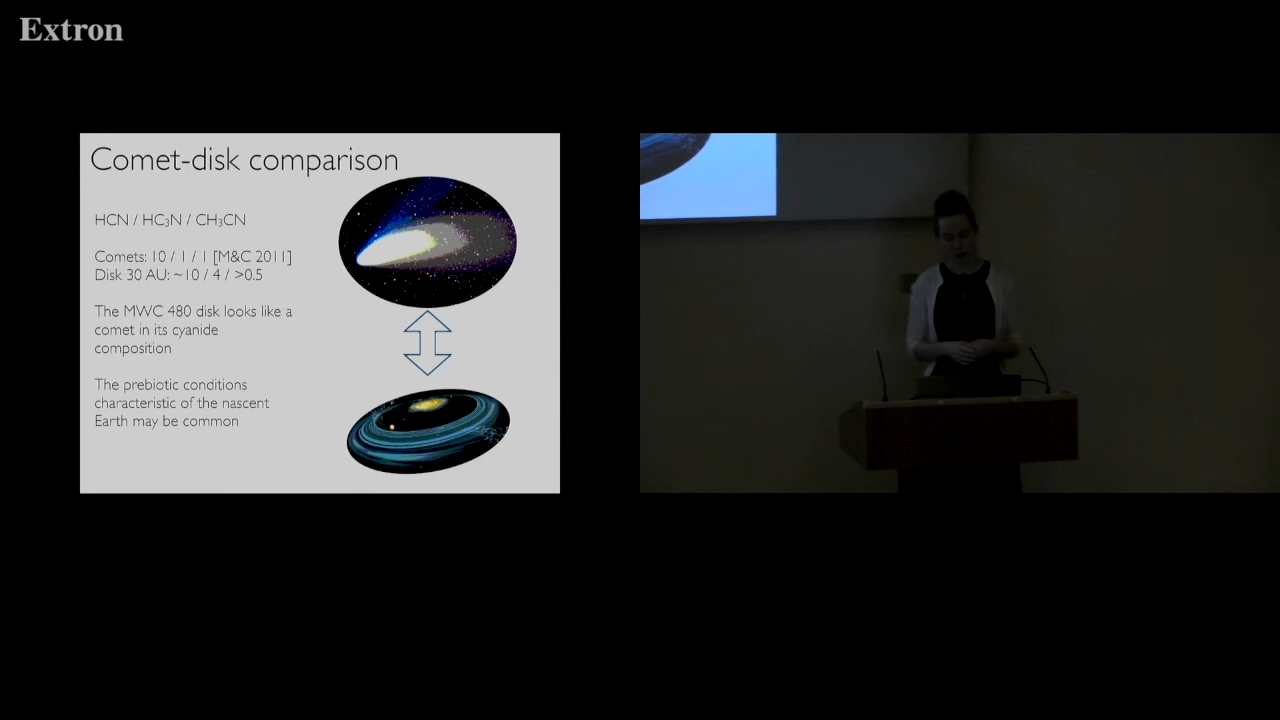 Extron
Comet-disk comparison
HCN / HC₃N / CH₃CN
Comets: 10 / 1 / 1 [M&C 2011]
Disk 30 AU: ~10 / 4 / >0.5
The MWC 480 disk looks like a
comet in its cyanide
composition
The prebiotic conditions
characteristic of the nascent
Earth may be common